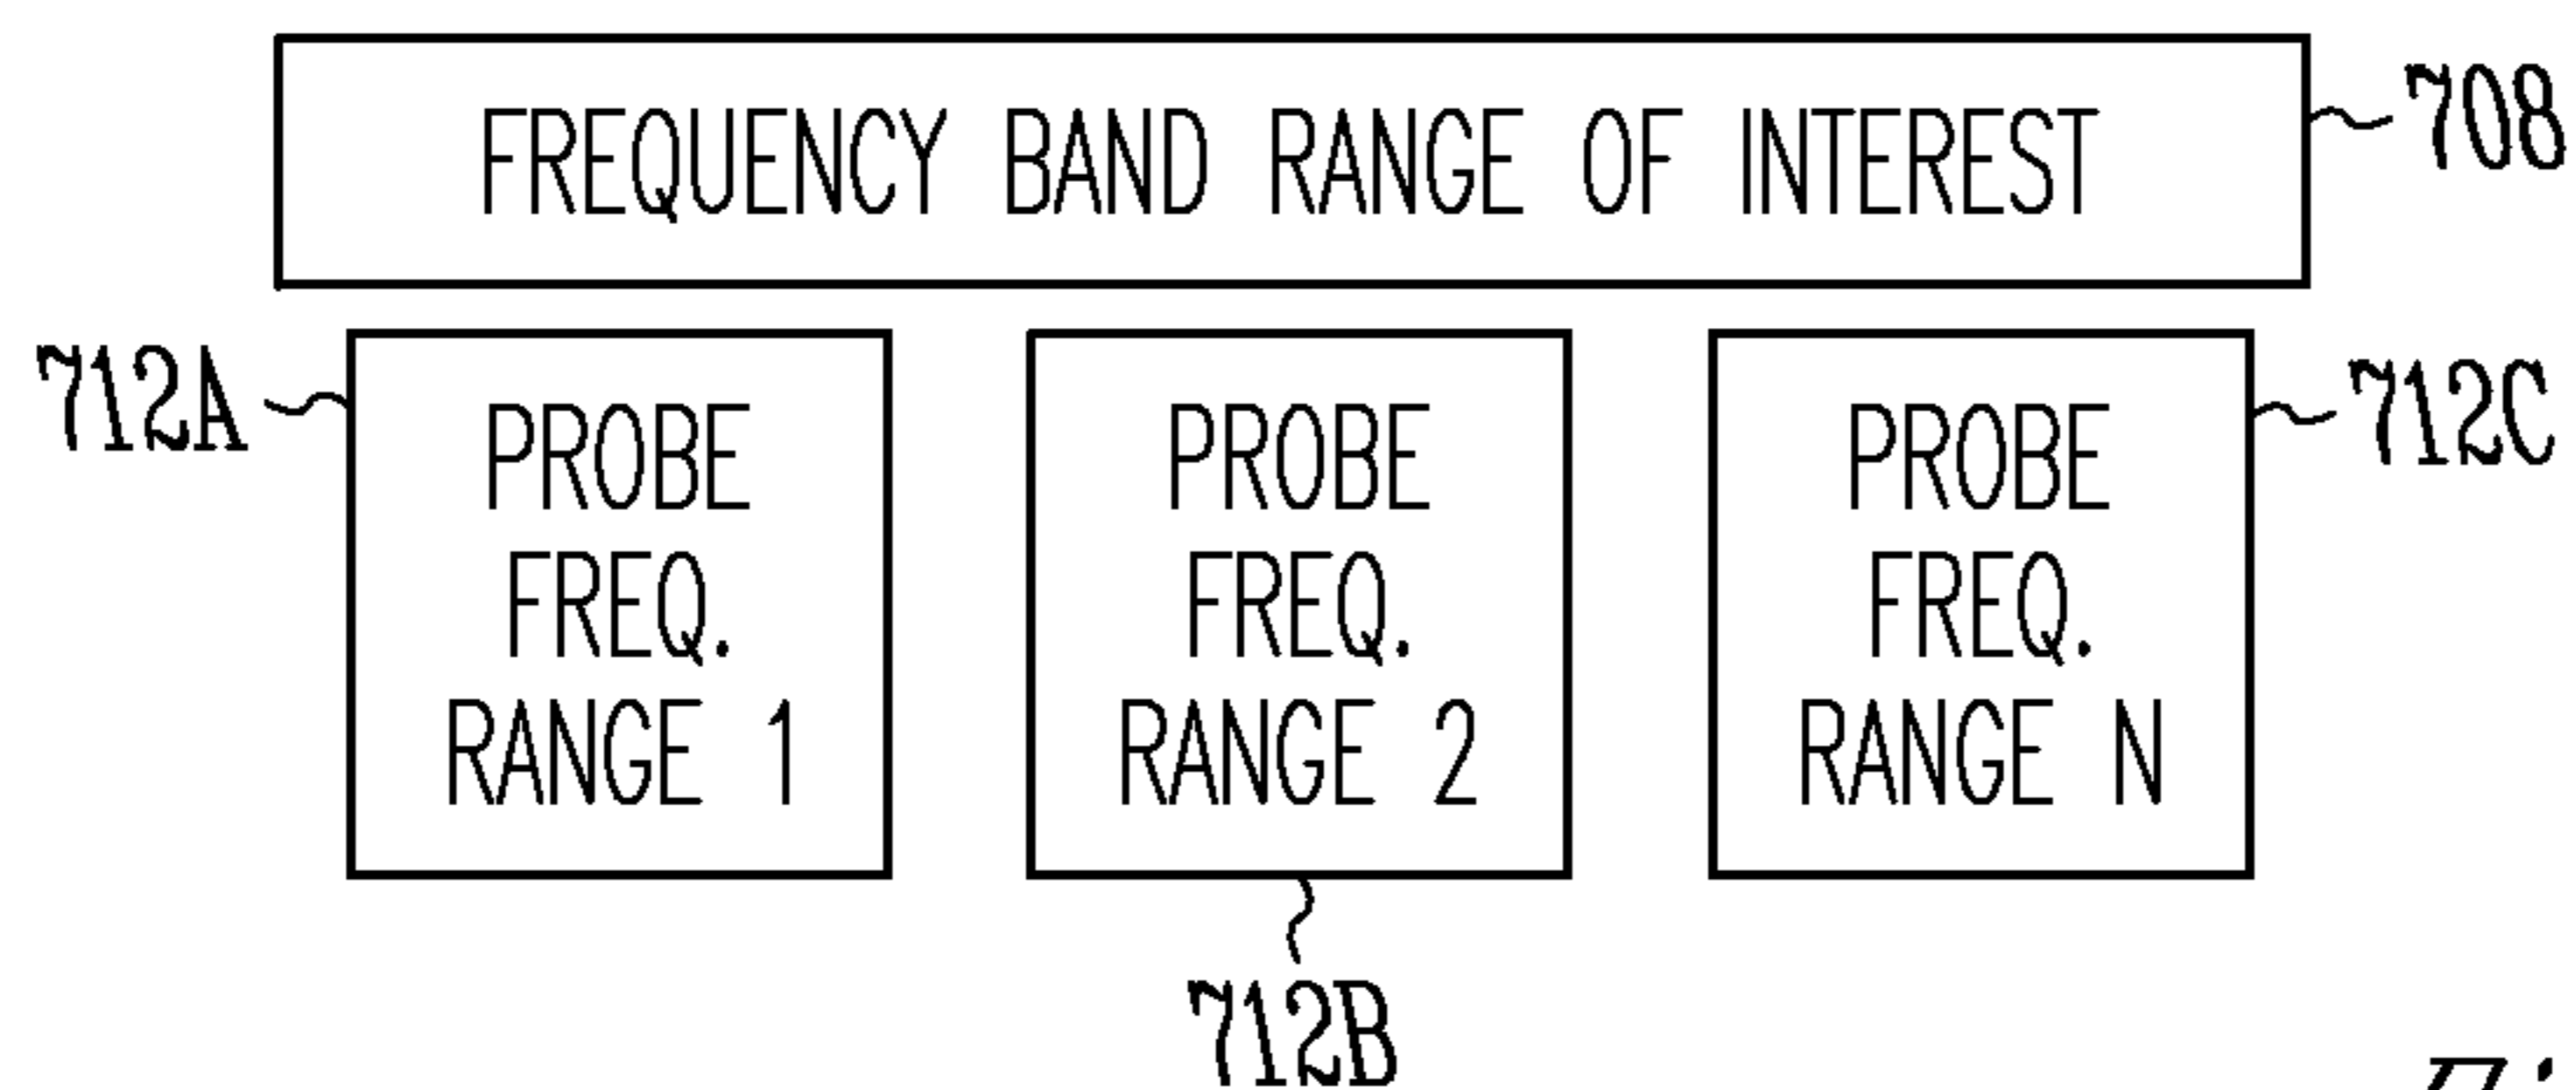 FREQUENCY BAND RANGE OF INTEREST
708
712A
PROBE
FREQ.
RANGE 1
PROBE
FREQ.
RANGE 2
PROBE
FREQ.
RANGE N
712C
712B